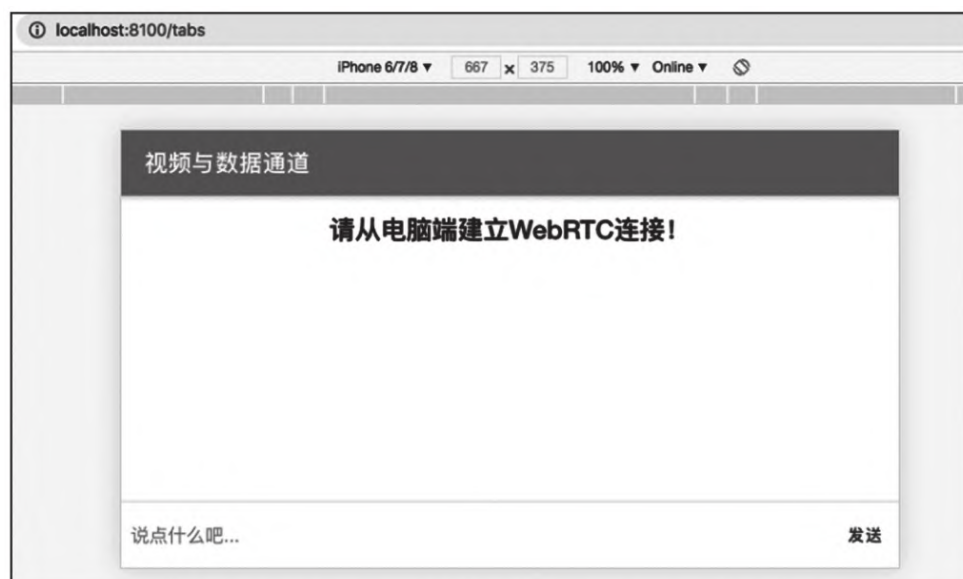 localhost:8100/tabs
iPhone 6/7/8 ▼ 667 x 375 100% ▼ Online ▼
视频与数据通道
请从电脑端建立WebRTC连接！
说点什么吧... 发送